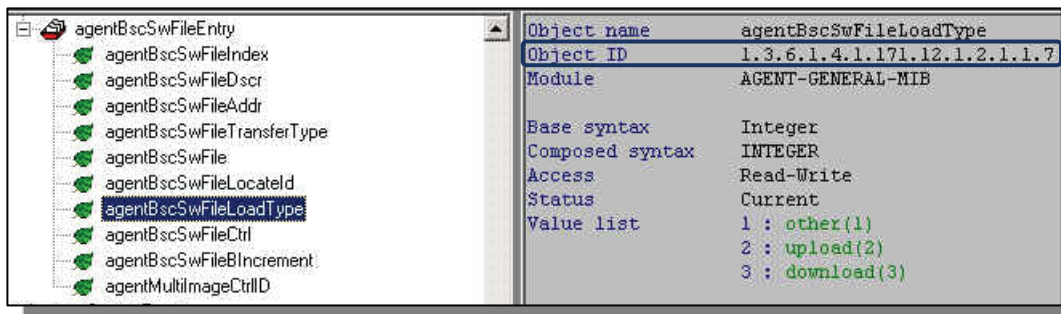 agentBscSwFileEntry
agentBscSwFileIndex
agentBscSwFileDscr
agentBscSwFileAddr
agentBscSwFileTransferType
agentBscSwFile
agentBscSwFileLocateId
agentBscSwFileLoadType
agentBscSwFileCtrl
agentBscSwFileBIncrement
agentMultiImageCtrlID
Object name agentBscSwFileLoadType
Object ID 1.3.6.1.4.1.171.12.1.2.1.1.7
Module AGENT-GENERAL-MIB
Base syntax Integer
Composed syntax INTEGER
Access Read-Write
Status Current
Value list 1 : other(1)
2 : upload(2)
3 : download(3)